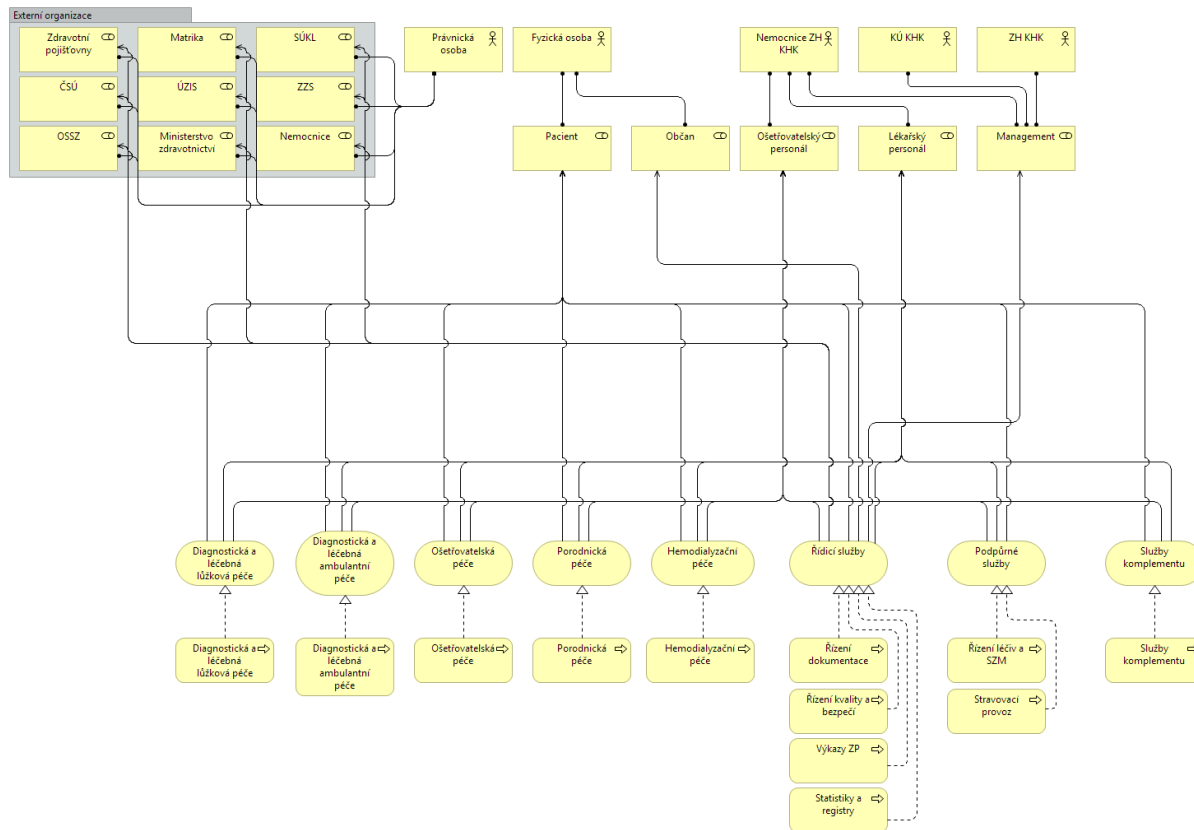 Externí organizace
Zdravotní
pojišťovny
Matrika
SÚKL
Právnická
osoba
Fyzická osoba
Nemocnice ZH
KHK
KÚ KHK
ZH KHK
ČSÚ
ÚZIS
ZZS
OSSZ
Ministerstvo
zdravotnictví
Nemocnice
Pacient
Občan
Ošetřovatelský
personál
Lékařský
personál
Management
Diagnostická a
léčebná
lůžková péče
Diagnostická a
léčebná
ambulantní
péče
Ošetřovatelská
péče
Porodnická
péče
Hemodialyzační
péče
Řídicí služby
Podpůrné
služby
Služby
komplementu
Diagnostická a
léčebná
lůžková péče
Diagnostická a
léčebná
ambulantní
péče
Ošetřovatelská
péče
Porodnická
péče
Hemodialyzační
péče
Řízení
dokumentace
Řízení léčiv a
SZM
Služby
komplementu
Řízení kvality a
bezpečí
Stravovací
provoz
Výkazy ZP
Statistiky a
registry